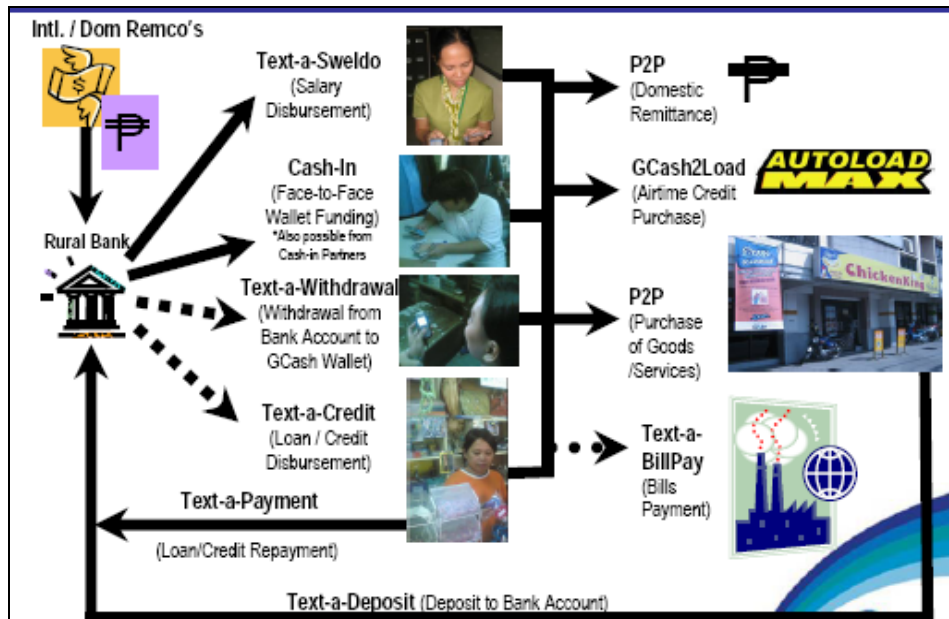 Intl. / Dom Remco's
Text-a-Sweldo
(Salary
Disbursement)
P2P
(Domestic
Remittance)
Cash-In
(Face-to-Face
Wallet Funding)
*Also possible from
Cash-in Partners
GCash2Load
(Airtime Credit
Purchase)
AUTOLOAD
MAX
Rural Bank
Text-a-Withdrawal
(Withdrawal from
Bank Account to
GCash Wallet)
P2P
(Purchase
of Goods
/Services)
ChickenKing
Text-a-Credit
(Loan / Credit
Disbursement)
Text-a-
BillPay
(Bills
Payment)
Text-a-Payment
(Loan/Credit Repayment)
Text-a-Deposit (Deposit to Bank Account)